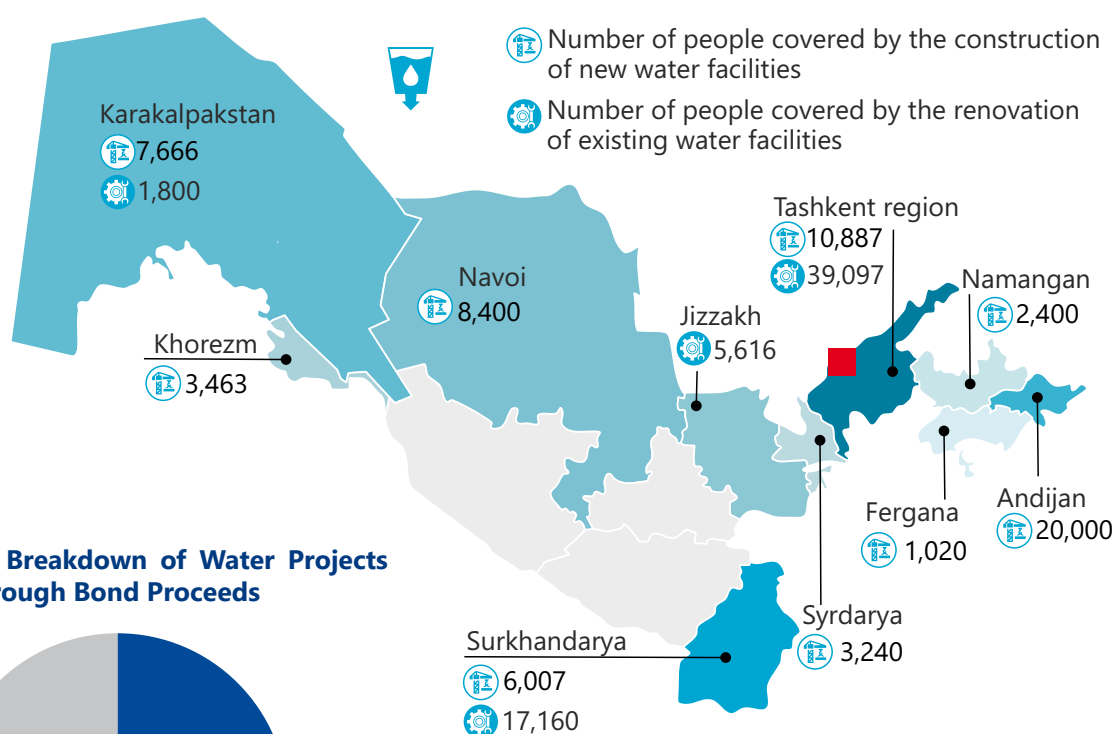 Number of people covered by the construction
of new water facilities
Number of people covered by the renovation
of existing water facilities
Karakalpakstan
7,666
1,800
Tashkent region
10,887
39,097
Navoi
8,400
Namangan
2,400
Jizzakh
5,616
Khorezm
3,463
Fergana
1,020
Andijan
20,000
Breakdown of Water Projects
rough Bond Proceeds
Syrdarya
3,240
Surkhandarya
6,007
17,160